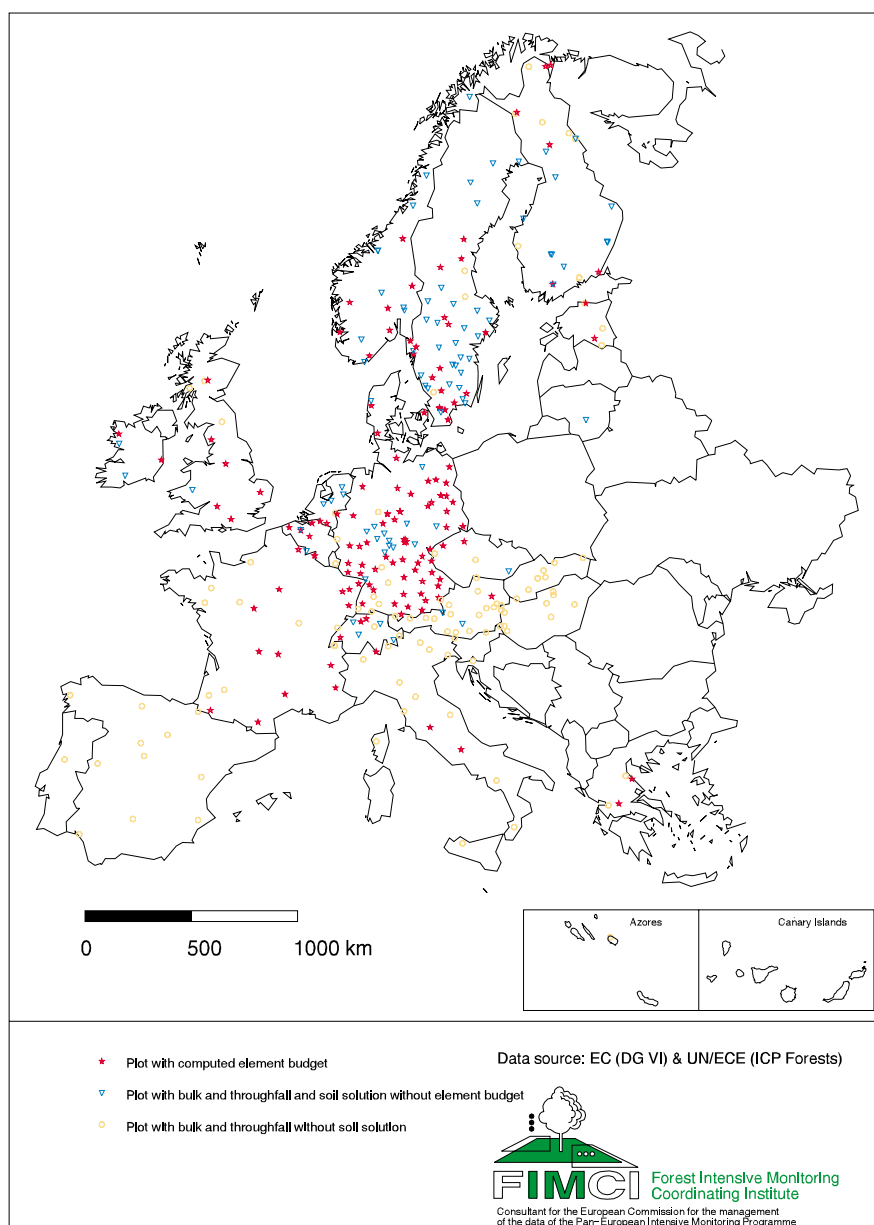 Azores
Canary Islands
0 500 1000 km
Plot with computed element budget
Plot with bulk and throughfall and soil solution without element budget
Plot with bulk and throughfall without soil solution
Data source: EC (DG VI) & UN/ECE (ICP Forests)
FIMCI
Forest Intensive Monitoring
Coordinating Institute
Consultant for the European Commission for the management
of the data of the Pan-European Intensive Monitoring Programme